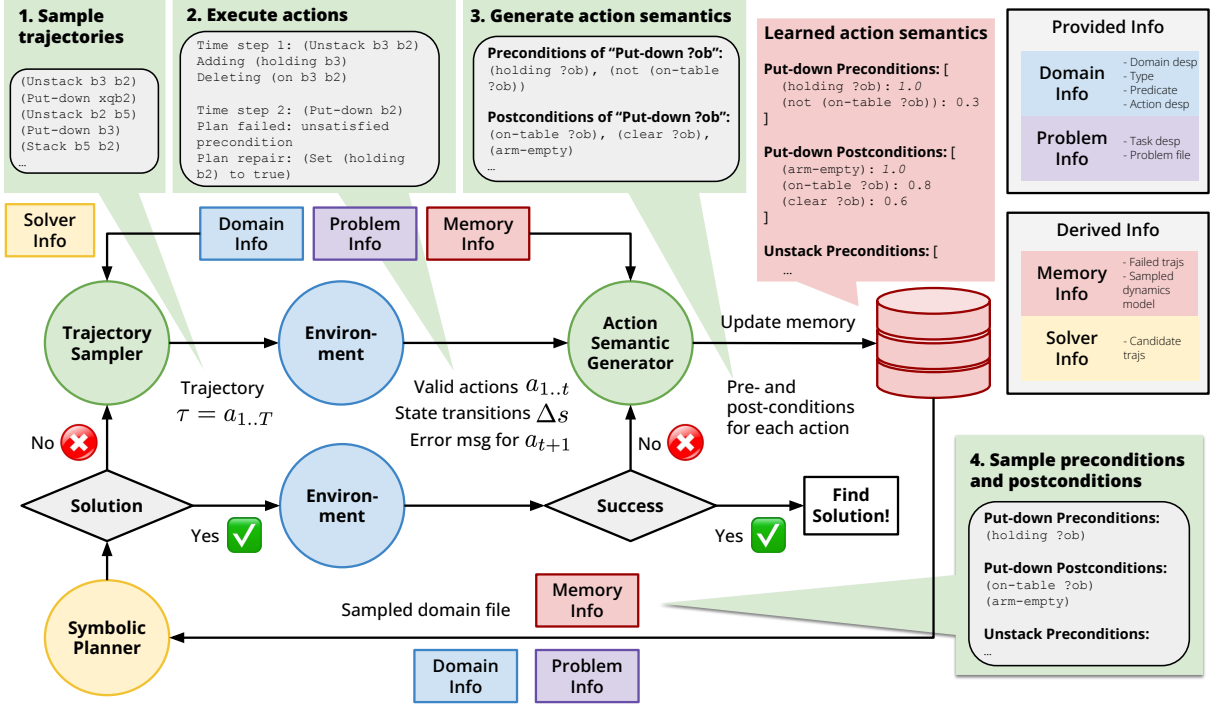 1. Sample
trajectories
(Unstack b3 b2)
(Put-down xqb2)
(Unstack b2 b5)
(Put-down b3)
(Stack b5 b2)
…
2. Execute actions
Time step 1: (Unstack b3 b2)
Adding (holding b3)
Deleting (on b3 b2)
Time step 2: (Put-down b2)
Plan failed: unsatisfied
precondition
Plan repair: (Set (holding
b2) to true)
3. Generate action semantics
Preconditions of “Put-down ?ob”:
(holding ?ob), (not (on-table
?ob))
Postconditions of “Put-down ?ob”:
(on-table ?ob), (clear ?ob),
(arm-empty)
…
Learned action semantics
Put-down Preconditions: [
(holding ?ob): 1.0
(not (on-table ?ob)): 0.3
]
Put-down Postconditions: [
(arm-empty): 1.0
(on-table ?ob): 0.8
(clear ?ob): 0.6
]
Unstack Preconditions: [
…
Provided Info
Domain
Info
- Domain desp
- Type
- Predicate
- Action desp
Problem
Info
- Task desp
- Problem file
Derived Info
Memory
Info
- Failed trajs
- Sampled
dynamics
model
Solver
Info
- Candidate
trajs
Solver
Info
Domain
Info
Problem
Info
Memory
Info
Trajectory
Sampler
Environ-
ment
Action
Semantic
Generator
Update memory
Trajectory
τ = a1..T
Valid actions a1..t
State transitions Δs
Error msg for at+1
Pre- and
post-conditions
for each action
No
No
Solution
Yes
Environ-
ment
Success
Yes
Find
Solution!
4. Sample preconditions
and postconditions
Put-down Preconditions:
(holding ?ob)
Put-down Postconditions:
(on-table ?ob)
(arm-empty)
Unstack Preconditions:
…
Symbolic
Planner
Sampled domain file
Memory
Info
Domain
Info
Problem
Info